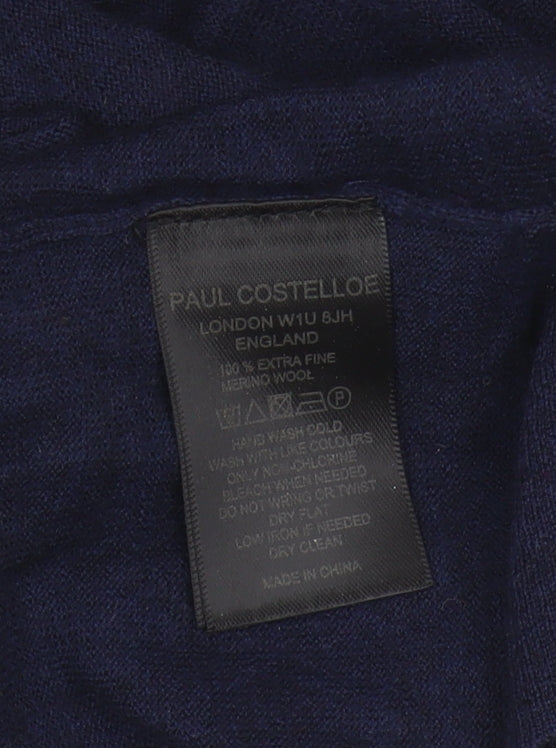 PAUL COSTELLOE
LONDON W1U 8JH
ENGLAND
100 % EXTRA FINE
MERINO WOOL
HAND WASH COLD
WASH WITH LIKE COLOURS
ONLY NON-CHLORINE
BLEACH WHEN NEEDED
DO NOT WRING OR TWIST
DRY FLAT
LOW IRON IF NEEDED
DRY CLEAN
MADE IN CHINA